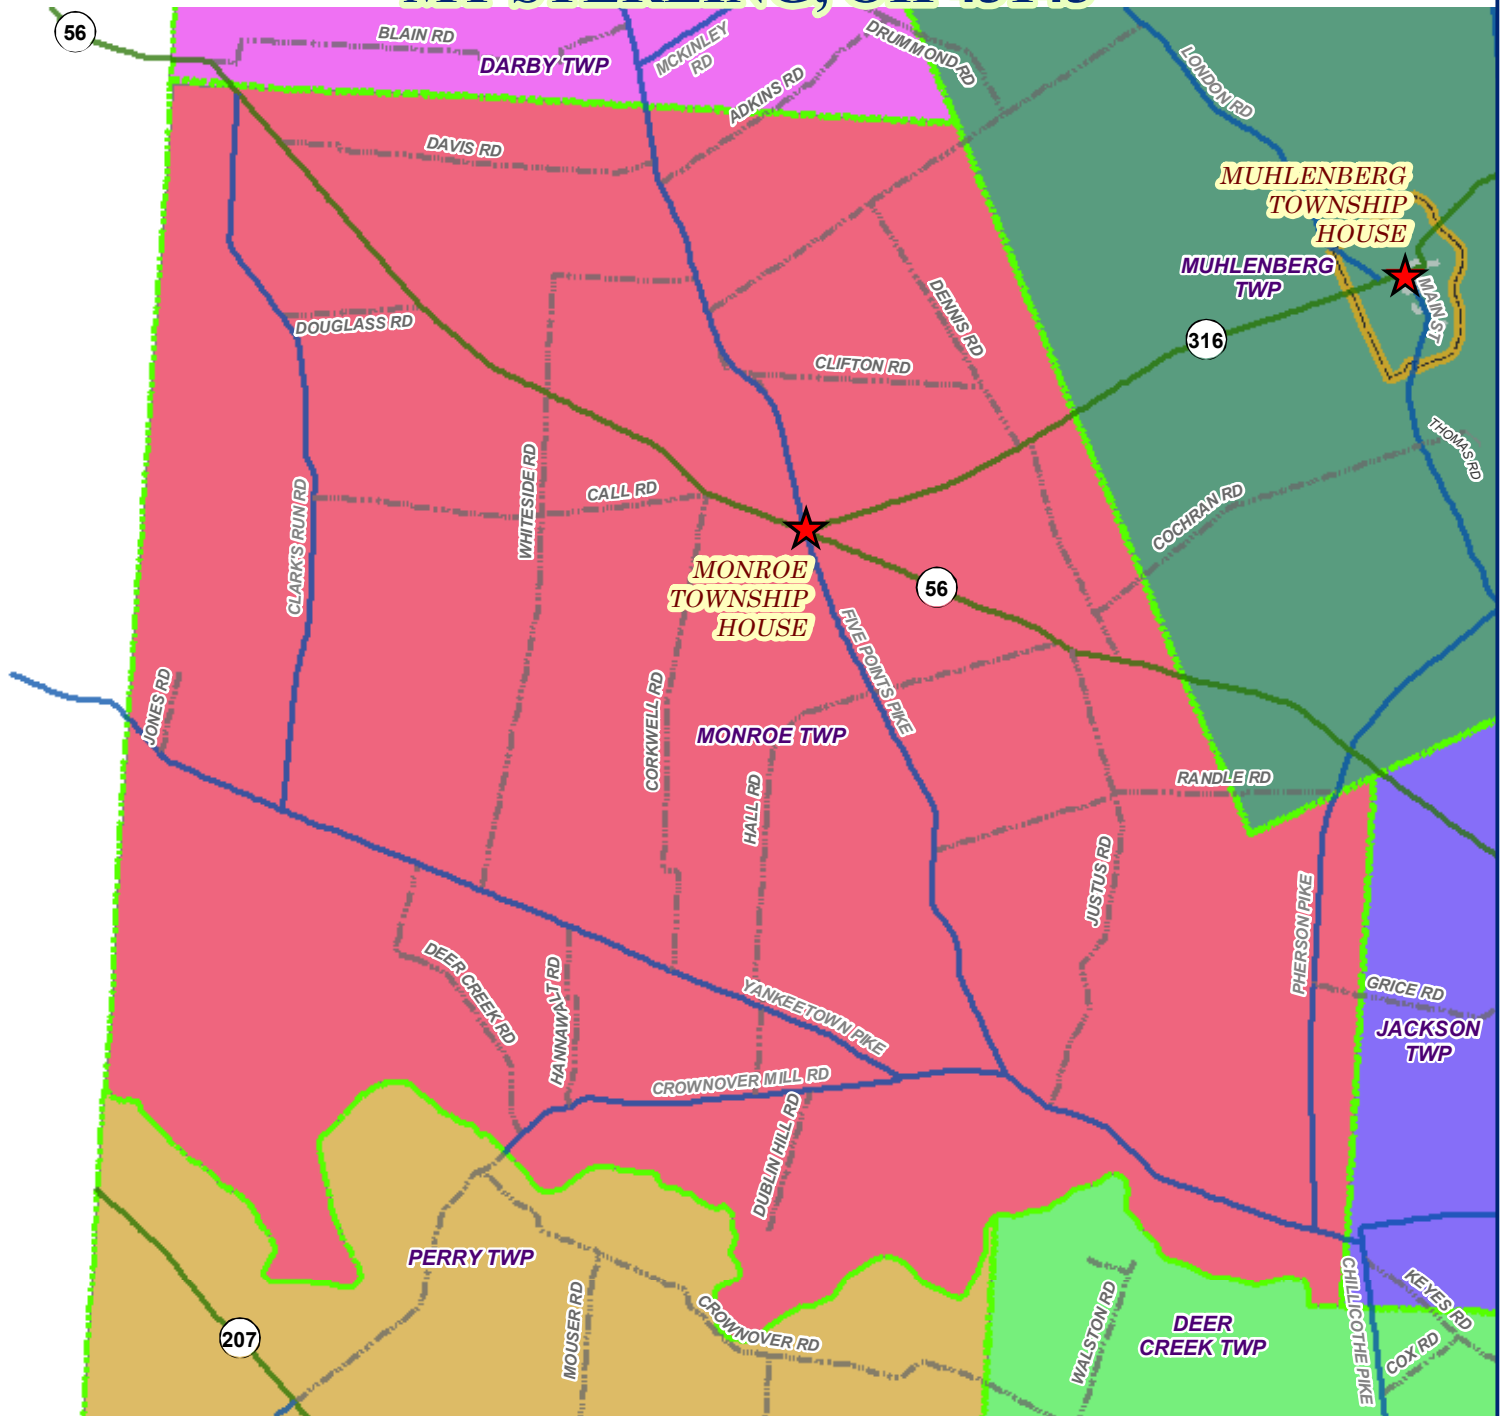 MT STERLING, OH 43143
56
BLAIN RD
DARBY TWP
MCKINLEY
RD
DRUMMOND RD
ADKINS RD
LONDON RD
DAVIS RD
MUHLENBERG
TOWNSHIP
HOUSE
MUHLENBERG
TWP
MAIN ST
DOUGLASS RD
DENNIS RD
316
CLIFTON RD
THOMAS RD
WHITESIDE RD
CALL RD
CLARK'S RUN RD
COCHRAN RD
MONROE
TOWNSHIP
HOUSE
56
FIVE POINTS PIKE
JONES RD
CORKWELL RD
MONROE TWP
HALL RD
RANDLE RD
JUSTUS RD
PHERSON PIKE
DEER CREEK RD
HANNAWALT RD
YANKEETOWN PIKE
GRICE RD
JACKSON
TWP
CROWNOVER MILL RD
DUBLIN HILL RD
PERRY TWP
MOUSER RD
CROWNOVER RD
207
WALSTON RD
DEER
CREEK TWP
CHILLICOTHE PIKE
KEYES RD
COX RD